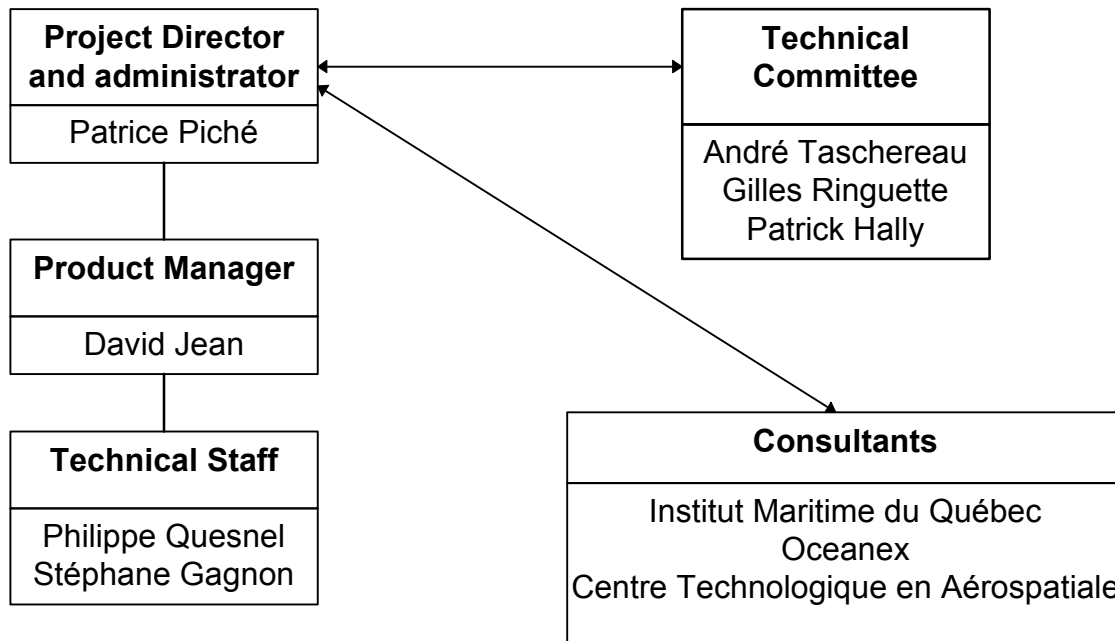 Project Director
and administrator
Patrice Piché
Technical
Committee
André Taschereau
Gilles Ringuette
Patrick Hally
Product Manager
David Jean
Technical Staff
Philippe Quesnel
Stéphane Gagnon
Consultants
Institut Maritime du Québec
Oceanex
Centre Technologique en Aérospatiale